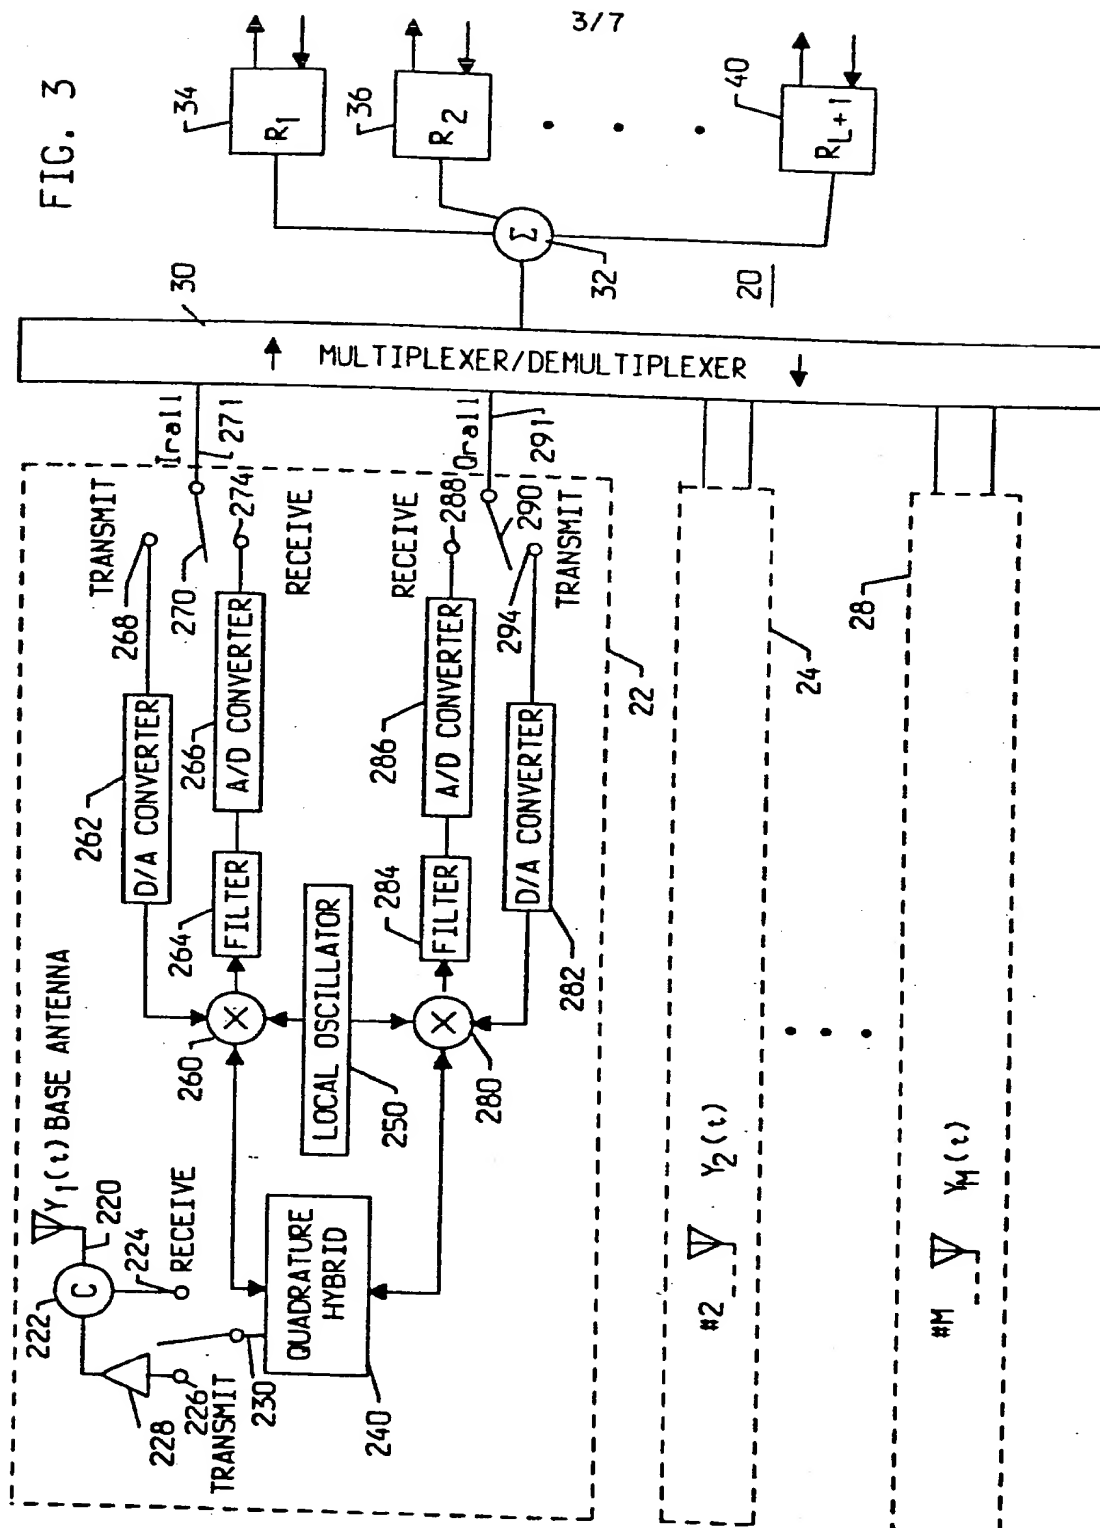 3/7
FIG. 3
Y1(t) BASE ANTENNA
220
222
C
224
RECEIVE
228
226
TRANSMIT
230
QUADRATURE
HYBRID
240
262
D/A CONVERTER
268
TRANSMIT
260
X
264
FILTER
266
A/D CONVERTER
270
274
RECEIVE
Irall
271
LOCAL OSCILLATOR
250
280
X
284
FILTER
286
A/D CONVERTER
288
RECEIVE
Qrall
291
290
294
TRANSMIT
282
D/A CONVERTER
22
#2
Y2(t)
24
#M
YM(t)
28
30
MULTIPLEXER/DEMULTIPLEXER
Σ
32
20
34
R1
36
R2
40
RL+1